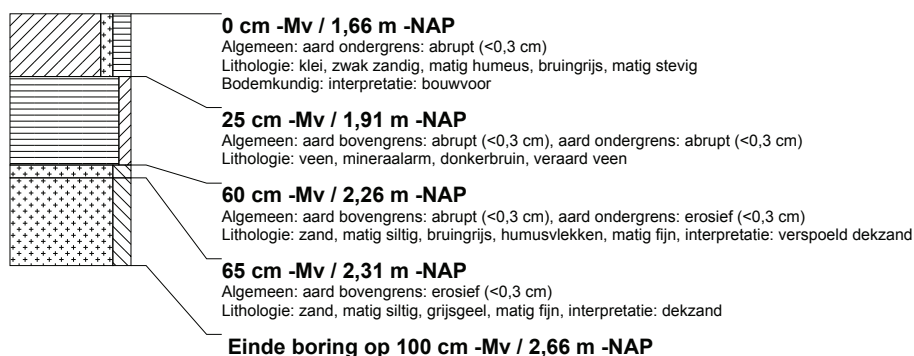 0 cm -Mv / 1,66 m -NAP
Algemeen: aard ondergrens: abrupt (<0,3 cm)
Lithologie: klei, zwak zandig, matig humeus, bruingrijs, matig stevig
Bodemkundig: interpretatie: bouwvoor
25 cm -Mv / 1,91 m -NAP
Algemeen: aard bovengrens: abrupt (<0,3 cm), aard ondergrens: abrupt (<0,3 cm)
Lithologie: veen, mineraalarm, donkerbruin, veraard veen
60 cm -Mv / 2,26 m -NAP
Algemeen: aard bovengrens: abrupt (<0,3 cm), aard ondergrens: erosief (<0,3 cm)
Lithologie: zand, matig siltig, bruingrijs, humusvlekken, matig fijn, interpretatie: verspoeld dekzand
65 cm -Mv / 2,31 m -NAP
Algemeen: aard bovengrens: erosief (<0,3 cm)
Lithologie: zand, matig siltig, grijsgeel, matig fijn, interpretatie: dekzand
Einde boring op 100 cm -Mv / 2,66 m -NAP